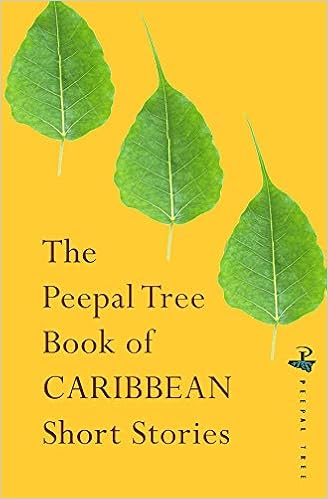 The
Peepal Tree
Book of
CARIBBEAN
Short Stories
P
PEEPAL TREE